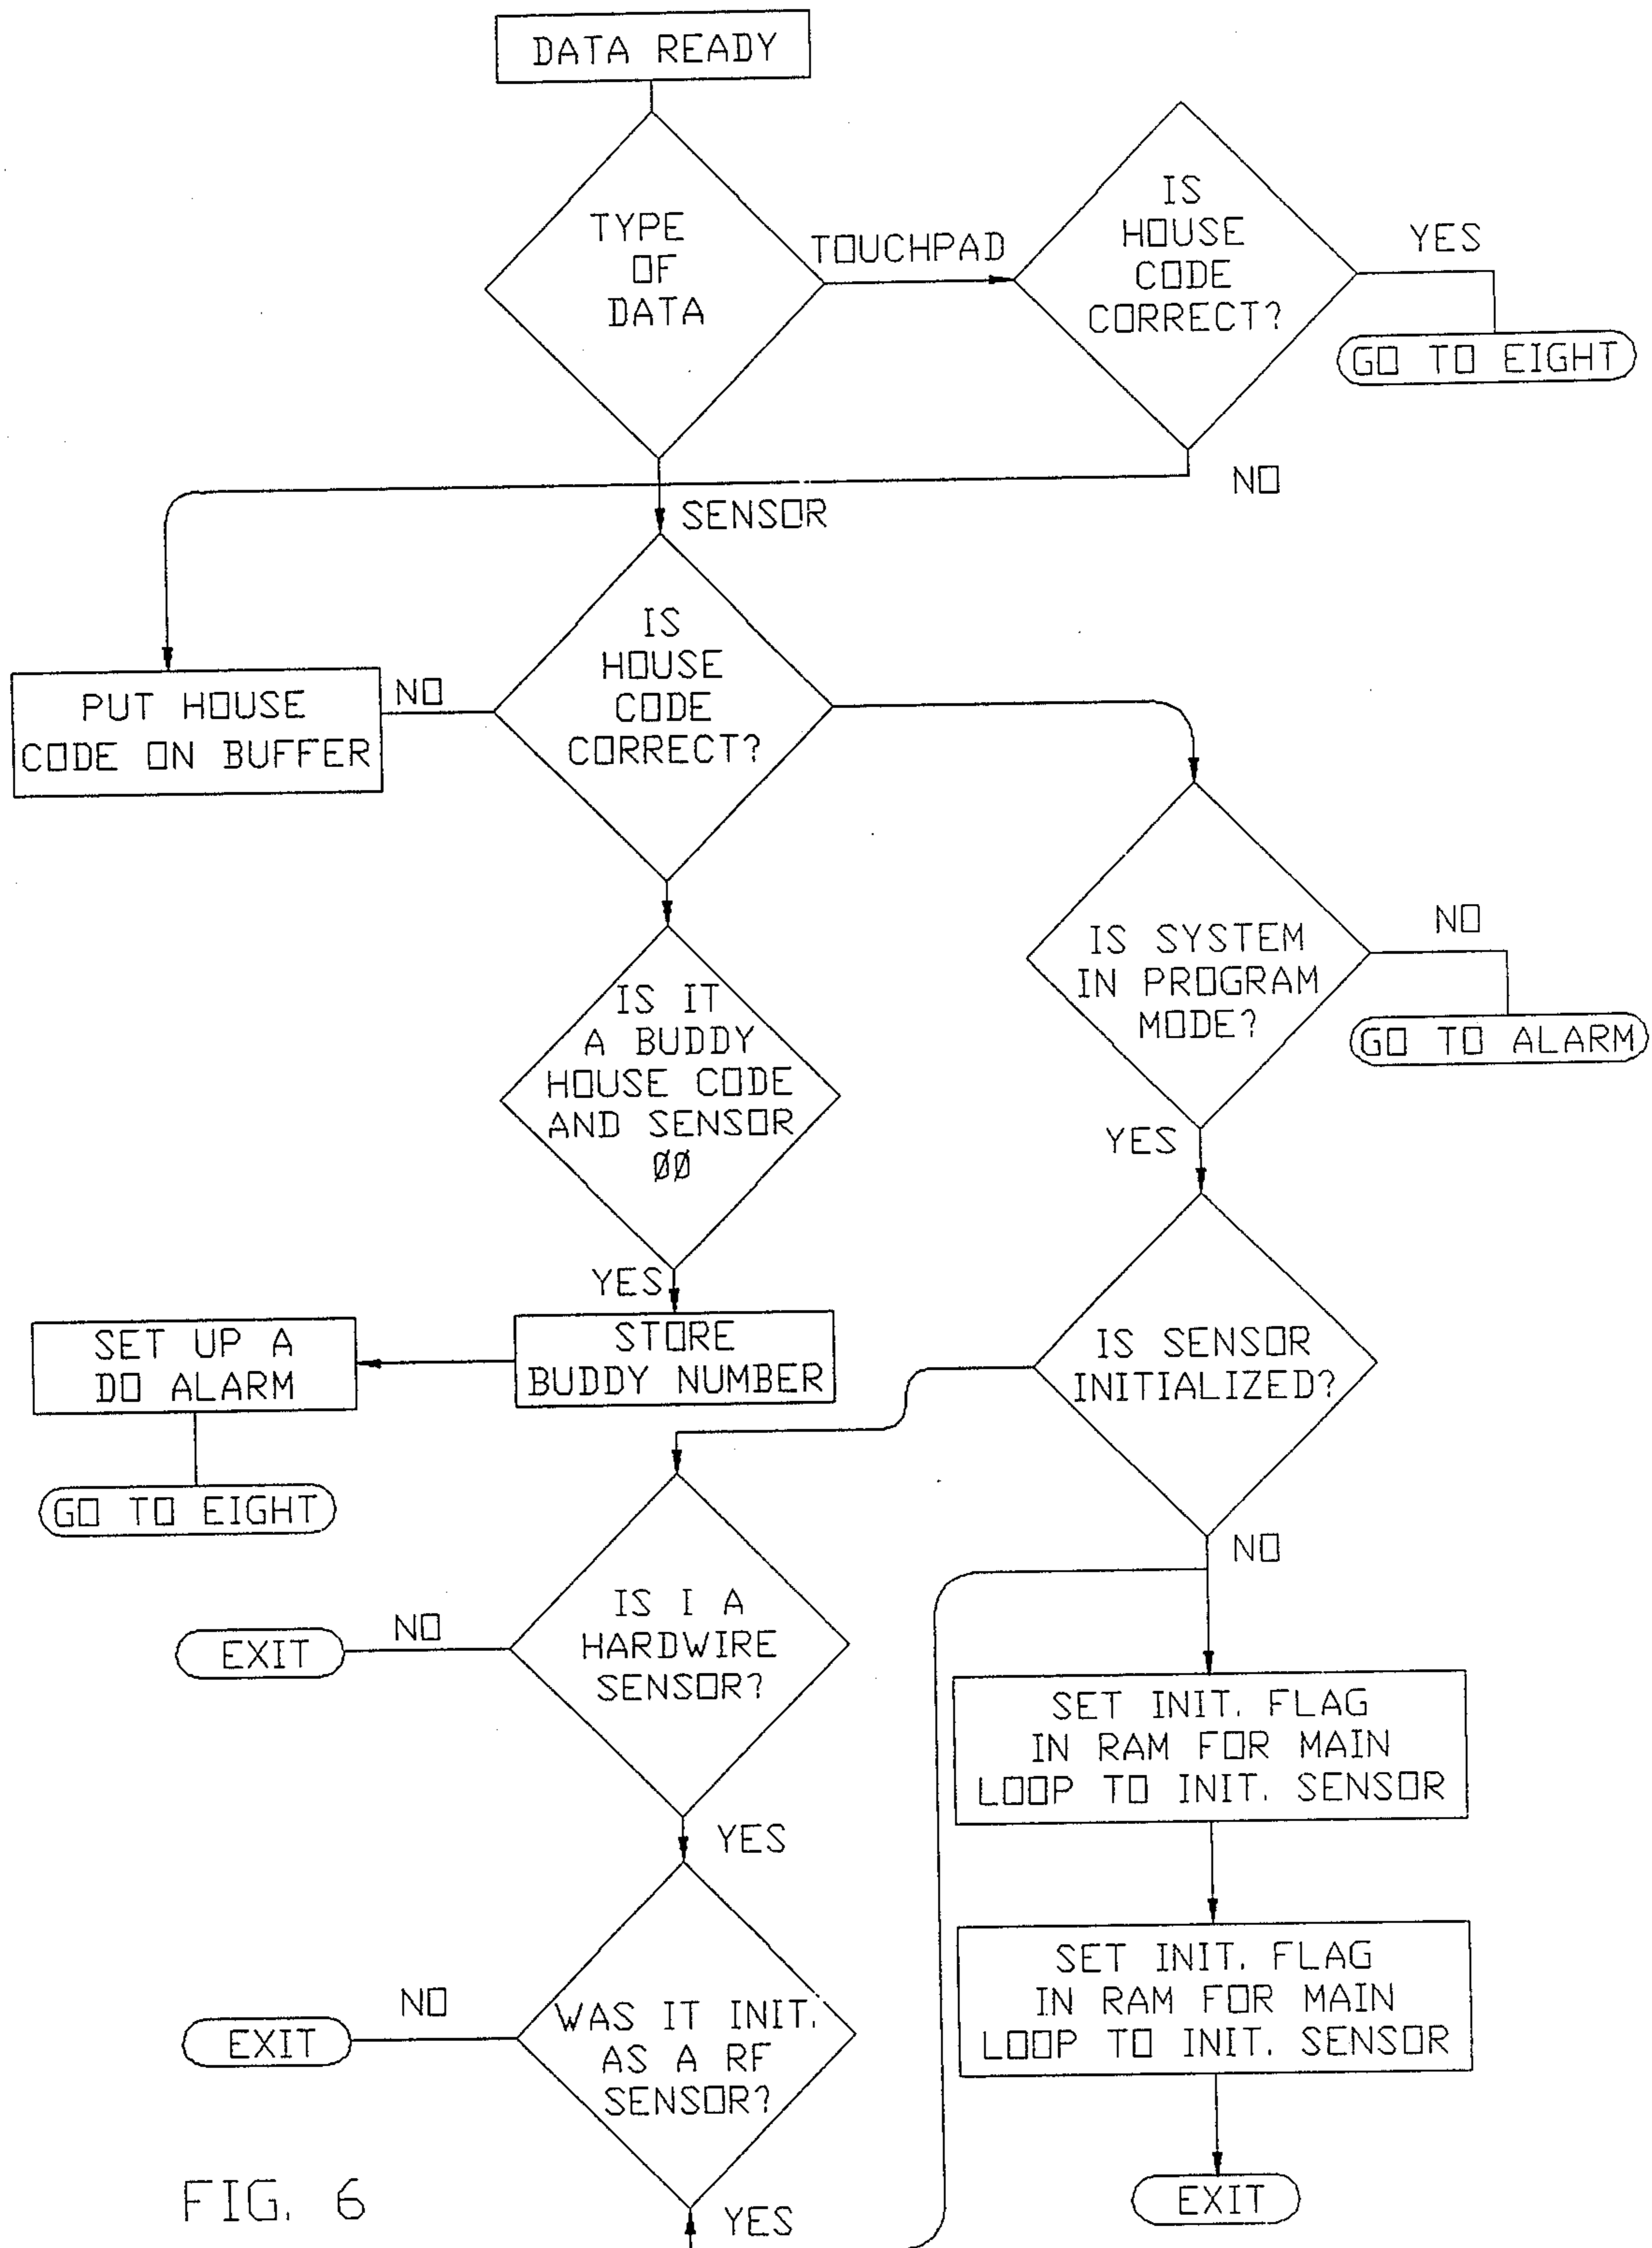 DATA READY
TYPE
OF
DATA
TOUCHPAD
IS
HOUSE
CODE
CORRECT?
YES
GO TO EIGHT
NO
SENSOR
IS
HOUSE
CODE
CORRECT?
NO
PUT HOUSE
CODE ON BUFFER
IS SYSTEM
IN PROGRAM
MODE?
NO
GO TO ALARM
YES
IS IT
A BUDDY
HOUSE CODE
AND SENSOR
ØØ
YES
STORE
BUDDY NUMBER
SET UP A
DO ALARM
GO TO EIGHT
IS SENSOR
INITIALIZED?
NO
IS I A
HARDWIRE
SENSOR?
NO
EXIT
YES
SET INIT. FLAG
IN RAM FOR MAIN
LOOP TO INIT. SENSOR
WAS IT INIT.
AS A RF
SENSOR?
NO
EXIT
YES
SET INIT. FLAG
IN RAM FOR MAIN
LOOP TO INIT. SENSOR
EXIT
FIG. 6